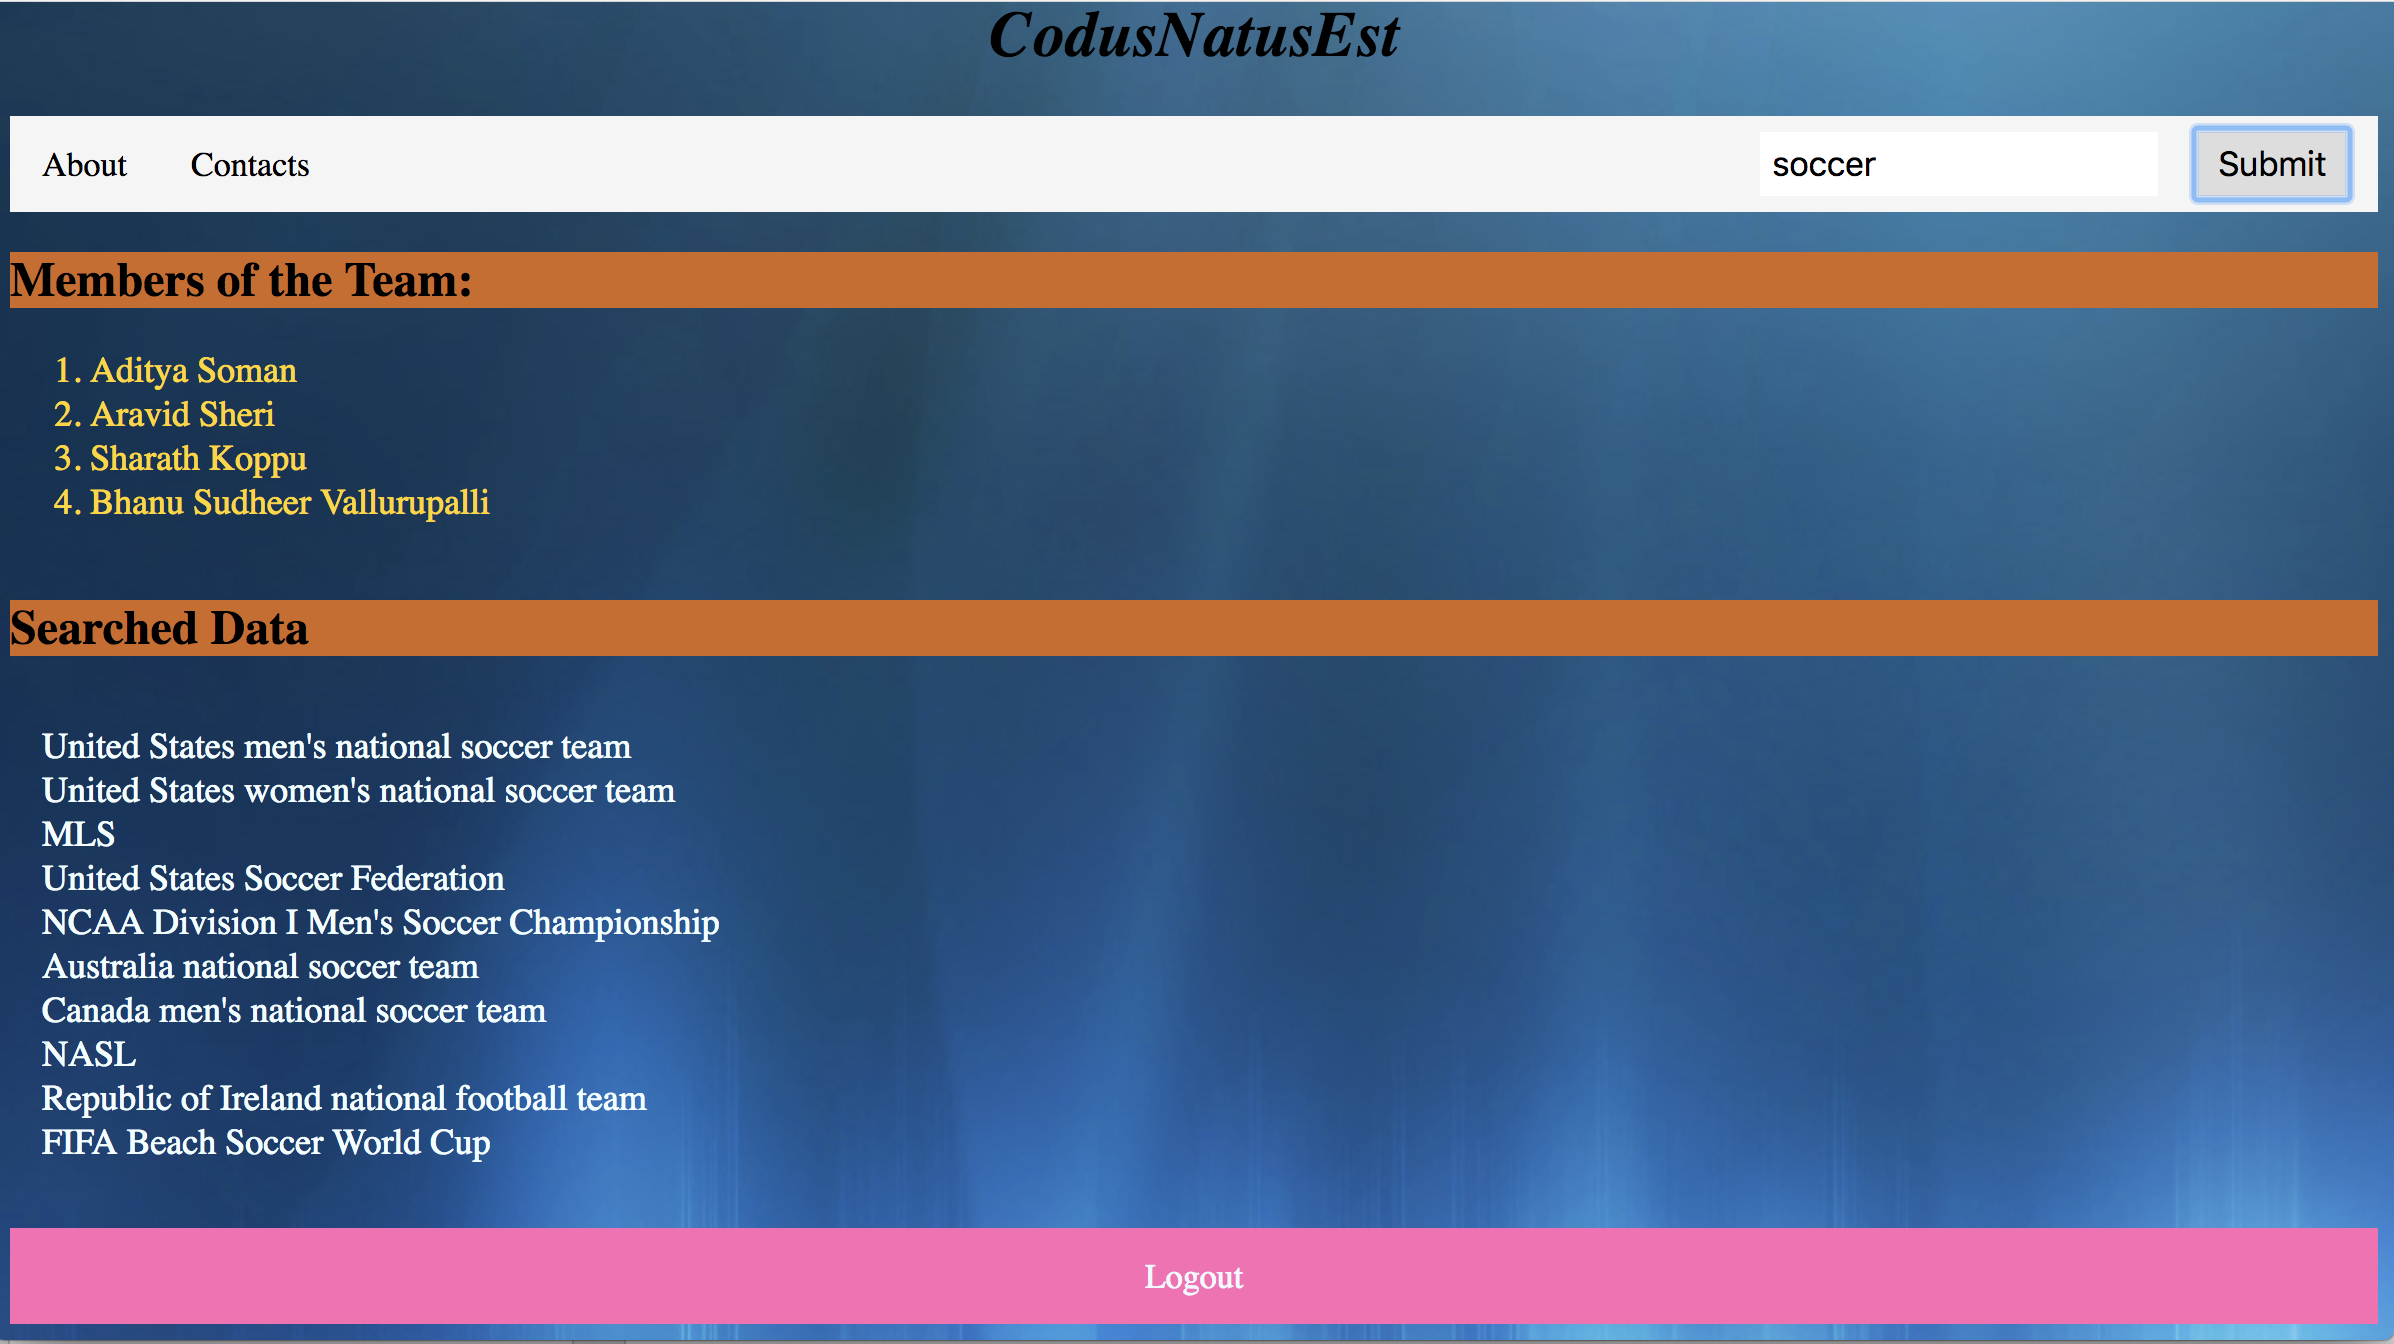 CodusNatusEst
About Contacts soccer Submit
Members of the Team:
1. Aditya Soman
2. Aravid Sheri
3. Sharath Koppu
4. Bhanu Sudheer Vallurupalli
Searched Data
United States men's national soccer team
United States women's national soccer team
MLS
United States Soccer Federation
NCAA Division I Men's Soccer Championship
Australia national soccer team
Canada men's national soccer team
NASL
Republic of Ireland national football team
FIFA Beach Soccer World Cup
Logout